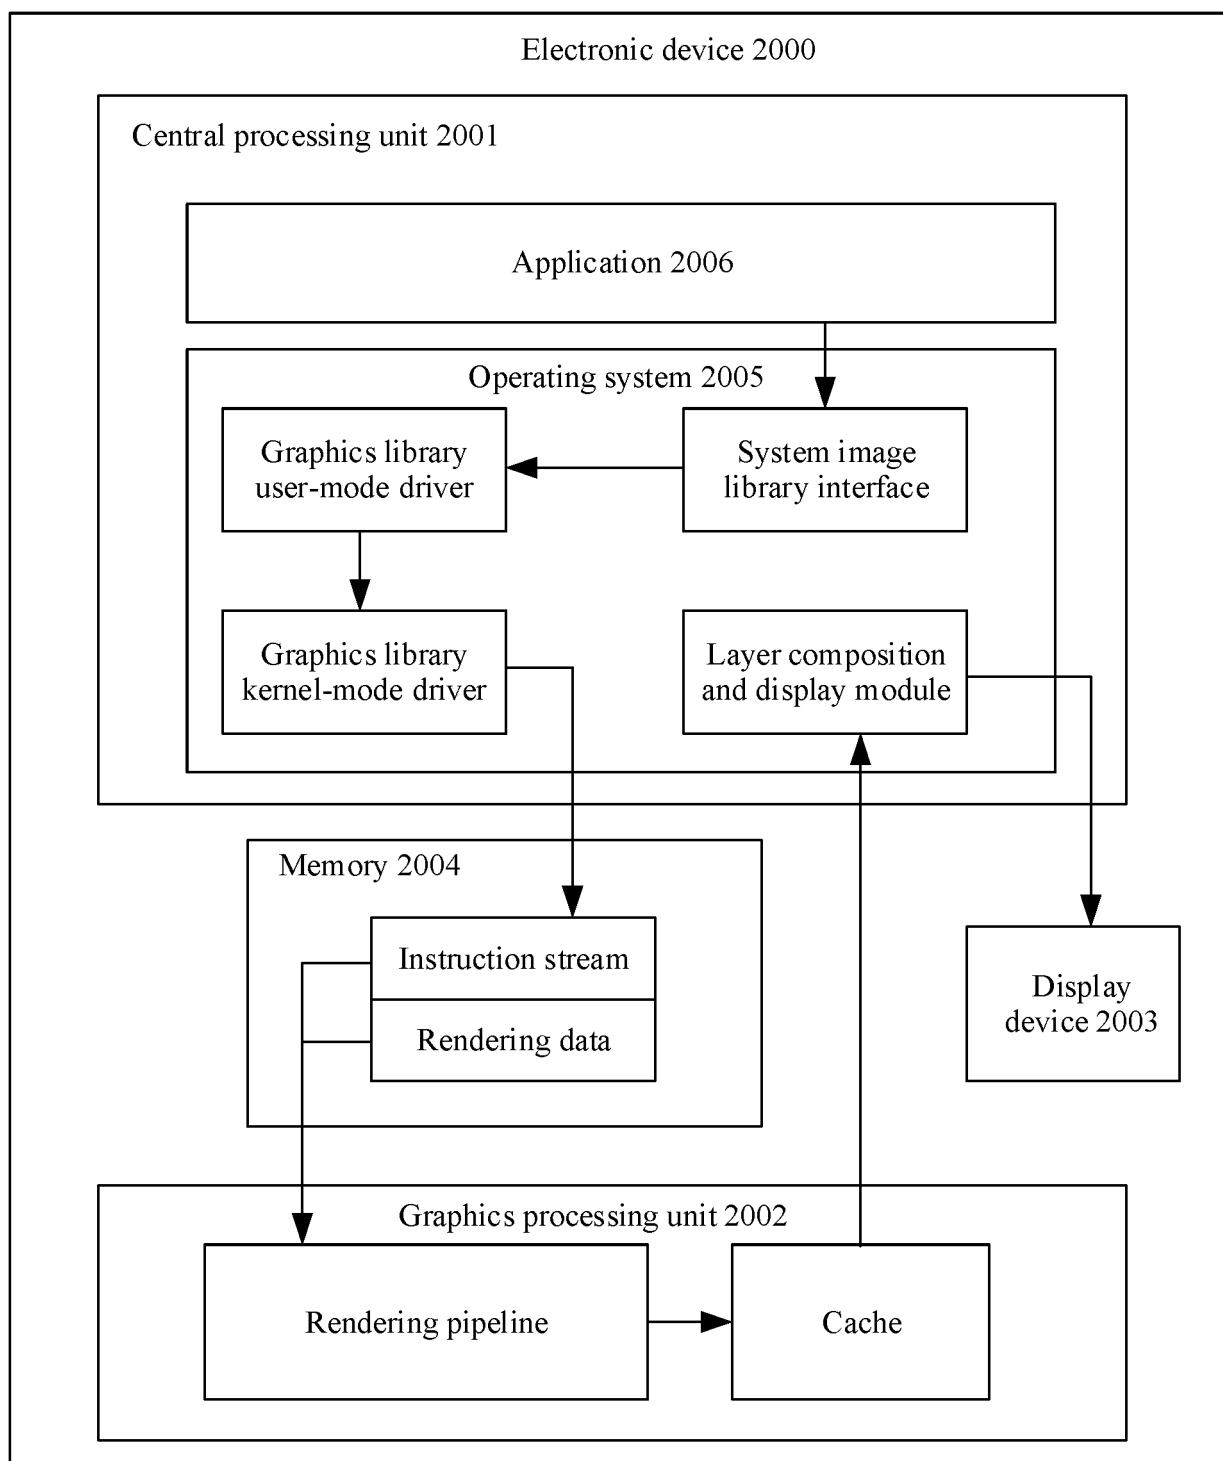 Electronic device 2000
Central processing unit 2001
Application 2006
Operating system 2005
Graphics library
user-mode driver
System image
library interface
Graphics library
kernel-mode driver
Layer composition
and display module
Memory 2004
Instruction stream
Rendering data
Display
device 2003
Graphics processing unit 2002
Rendering pipeline
Cache